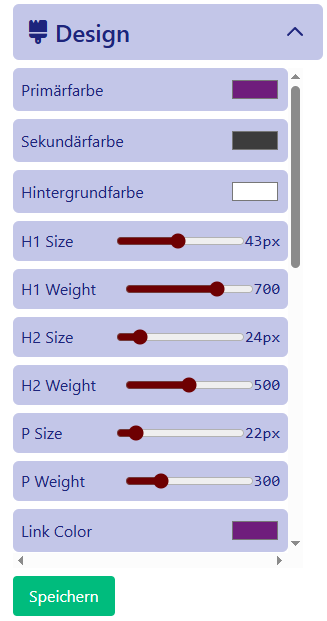 Design
Primärfarbe
Sekundärfarbe
Hintergrundfarbe
H1 Size 43px
H1 Weight 700
H2 Size 24px
H2 Weight 500
P Size 22px
P Weight 300
Link Color
Speichern